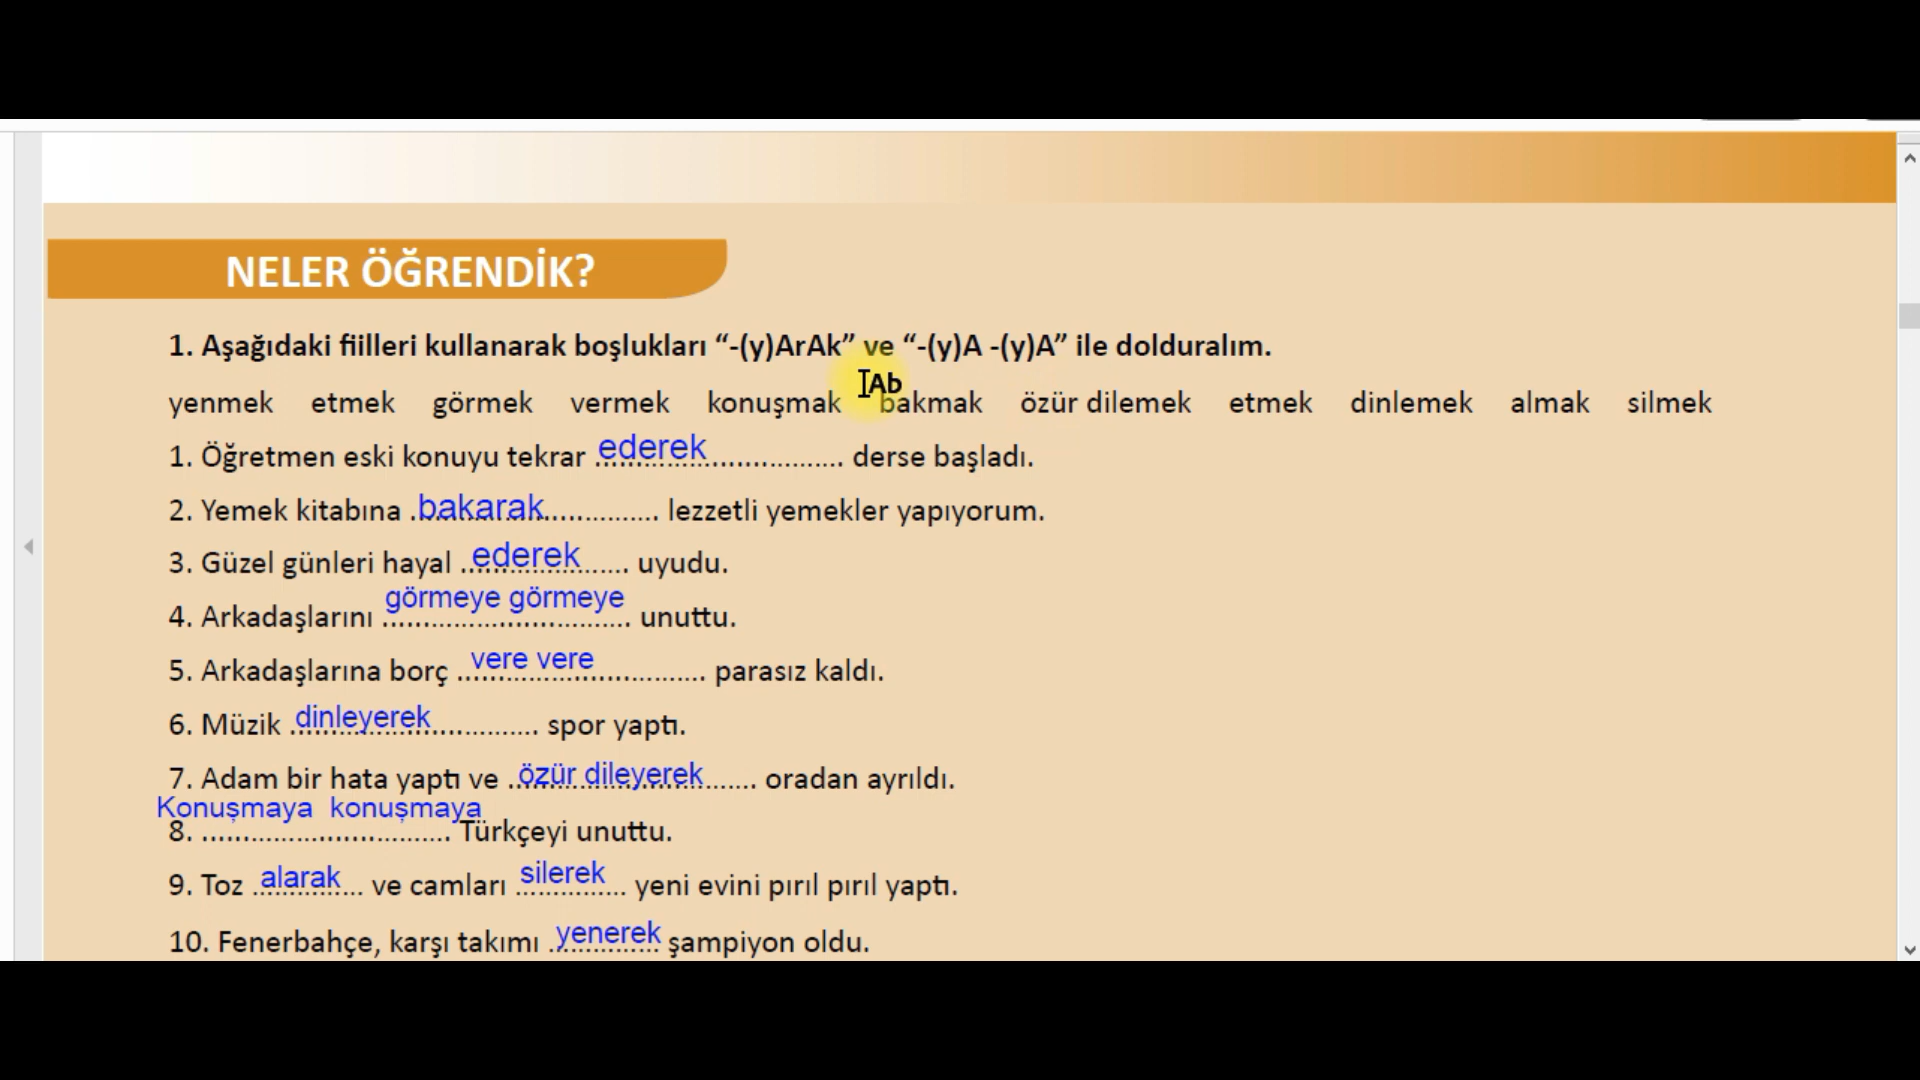 NELER ÖĞRENDİK?
1. Aşağıdaki fiilleri kullanarak boşlukları “-(y)ArAk” ve “-(y)A -(y)A” ile dolduralım.
Ab
yenmek etmek görmek vermek konuşmak bakmak özür dilemek etmek dinlemek almak silmek
1. Öğretmen eski konuyu tekrar ederek derse başladı.
2. Yemek kitabına bakarak lezzetli yemekler yapıyorum.
3. Güzel günleri hayal ederek uyudu.
4. Arkadaşlarını görmeye görmeye unuttu.
5. Arkadaşlarına borç vere vere parasız kaldı.
6. Müzik dinleyerek spor yaptı.
7. Adam bir hata yaptı ve özür dileyerek oradan ayrıldı.
8. Konuşmaya konuşmaya Türkçeyi unuttu.
9. Toz alarak ve camları silerek yeni evini pırıl pırıl yaptı.
10. Fenerbahçe, karşı takımı yenerek şampiyon oldu.